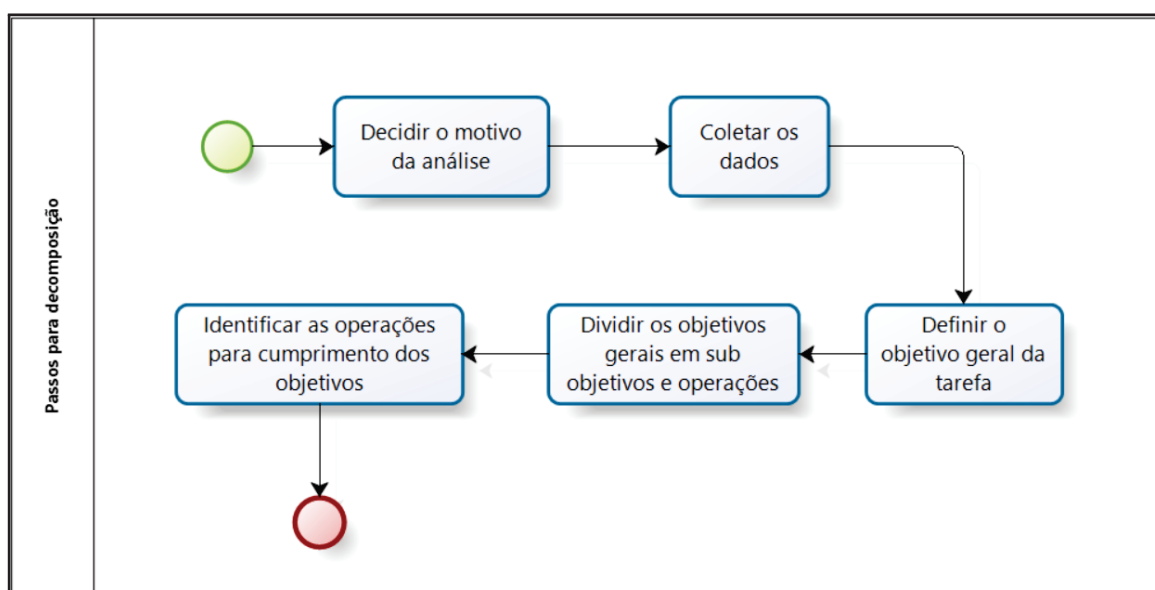 Passos para decomposição
Decidir o motivo
da análise
Coletar os
dados
Definir o
objetivo geral da
tarefa
Dividir os objetivos
gerais em sub
objetivos e operações
Identificar as operações
para cumprimento dos
objetivos